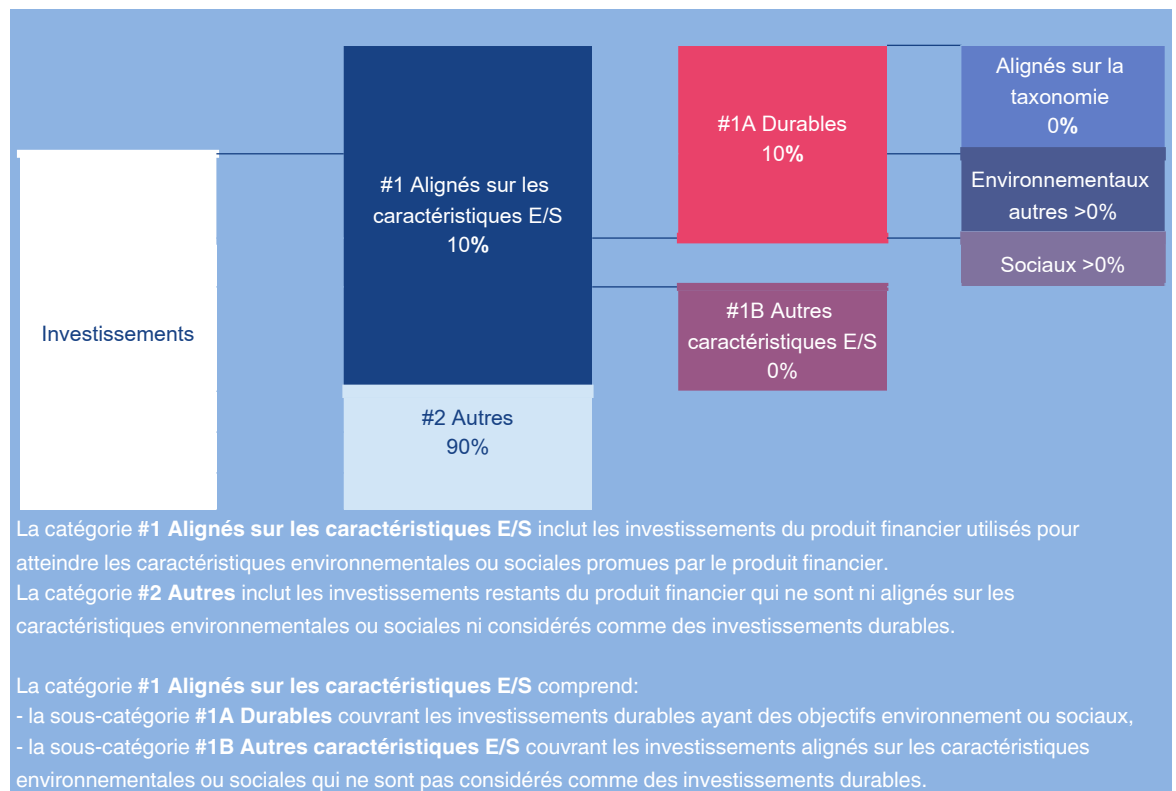 Investissements
#1 Alignés sur les
caractéristiques E/S
10%
#2 Autres
90%
#1A Durables
10%
#1B Autres
caractéristiques E/S
0%
Alignés sur la
taxonomie
0%
Environnementaux
autres >0%
Sociaux >0%
La catégorie #1 Alignés sur les caractéristiques E/S inclut les investissements du produit financier utilisés pour
atteindre les caractéristiques environnementales ou sociales promues par le produit financier.
La catégorie #2 Autres inclut les investissements restants du produit financier qui ne sont ni alignés sur les
caractéristiques environnementales ou sociales ni considérés comme des investissements durables.
La catégorie #1 Alignés sur les caractéristiques E/S comprend:
- la sous-catégorie #1A Durables couvrant les investissements durables ayant des objectifs environnement ou sociaux,
- la sous-catégorie #1B Autres caractéristiques E/S couvrant les investissements alignés sur les caractéristiques
environnementales ou sociales qui ne sont pas considérés comme des investissements durables.